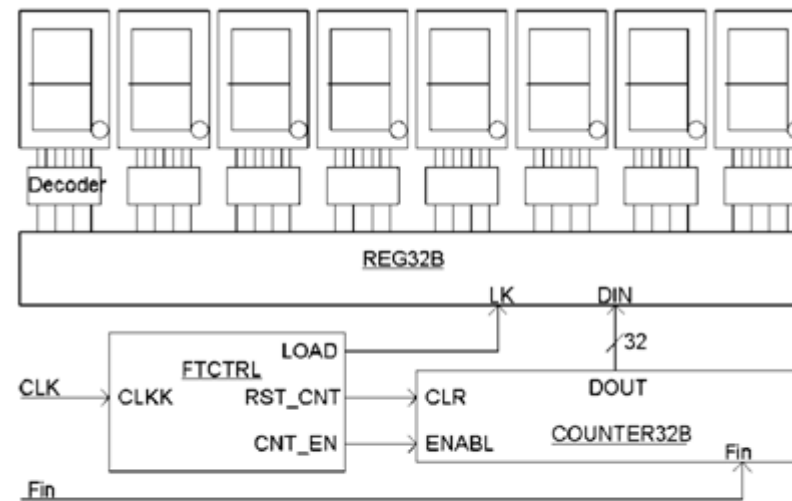 Decoder
REG32B
LK DIN
32
LOAD
FTCTRL
CLK
CLKK
RST_CNT
CNT_EN
DOUT
CLR
ENABL
COUNTER32B
Fin
Fin